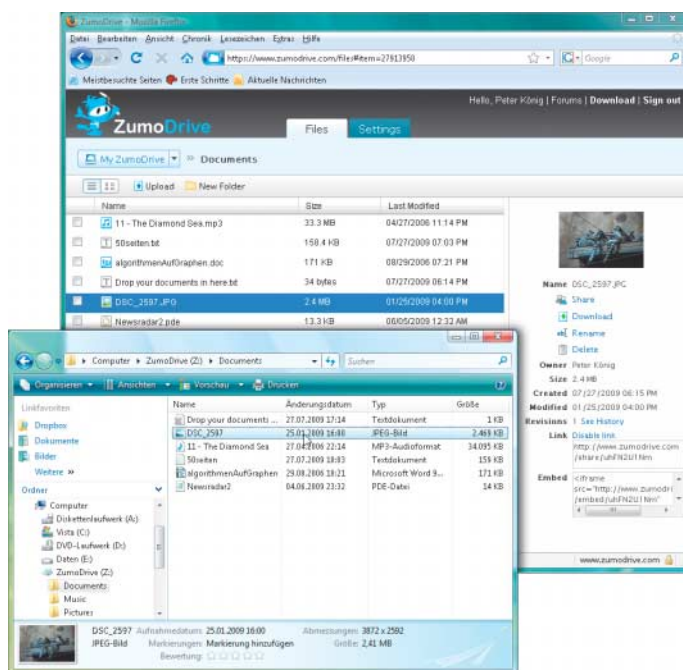 ZumoDrive - Mozilla Firefox
Datei Bearbeiten Ansicht Chronik Lesezeichen Extras Hilfe
https://www.zumodrive.com/files#item=27913950
Google
Meistbesuchte Seiten Erste Schritte Aktuelle Nachrichten
Hello, Peter König | Forums | Download | Sign out
ZumoDrive
Files Settings
My ZumoDrive » Documents
Upload New Folder
Name Size Last Modified
11 - The Diamond Sea.mp3 33.3 MB 04/27/2006 11:14 PM
50seiten.txt 158.4 KB 07/27/2009 07:03 PM
algorithmenAufGraphen.doc 171 KB 08/29/2006 07:21 PM
Drop your documents in here.txt 34 bytes 07/27/2009 06:14 PM
DSC_2597.JPG 2.4 MB 01/25/2009 04:00 PM
Newsradar2.pde 13.3 KB 06/05/2009 12:32 AM
Name DSC_2597.JPG
Share
Download
Rename
Delete
Owner Peter König
Size 2.4 MB
Created 07/27/2009 06:15 PM
Modified 01/25/2009 04:00 PM
Revisions 1 See History
Link Disable link.
http://www.zumodrive.com
/share/uhFN2U1Nm
Embed <iframe
src="http://www.zumodri
/embed/uhFN2U1Nm"
www.zumodrive.com
Computer ZumoDrive (Z:) Documents
Suchen
Organisieren Ansichten Vorschau Drucken
Linkfavoriten
Dropbox
Dokumente
Bilder
Weitere »
Ordner
Computer
Diskettenlaufwerk (A:)
Vista (C:)
DVD-Laufwerk (D:)
Daten (E:)
ZumoDrive (Z:)
Documents
Music
Pictures
Name Änderungsdatum Typ Größe
Drop your documents ... 27.07.2009 17:14 Textdokument 1 KB
DSC_2597 25.01.2009 16:00 JPEG-Bild 2.469 KB
11 - The Diamond Sea 27.04.2006 22:14 MP3-Audioformat 34.095 KB
50seiten 27.07.2009 18:03 Textdokument 159 KB
algorithmenAufGraphen 29.08.2006 18:21 Microsoft Word 9... 171 KB
Newsradar2 04.06.2009 23:32 PDE-Datei 14 KB
DSC_2597 Aufnahmedatum: 25.01.2009 16:00 Abmessungen: 3872 x 2592
JPEG-Bild Markierungen: Markierung hinzufügen Größe: 2,41 MB
Bewertung: